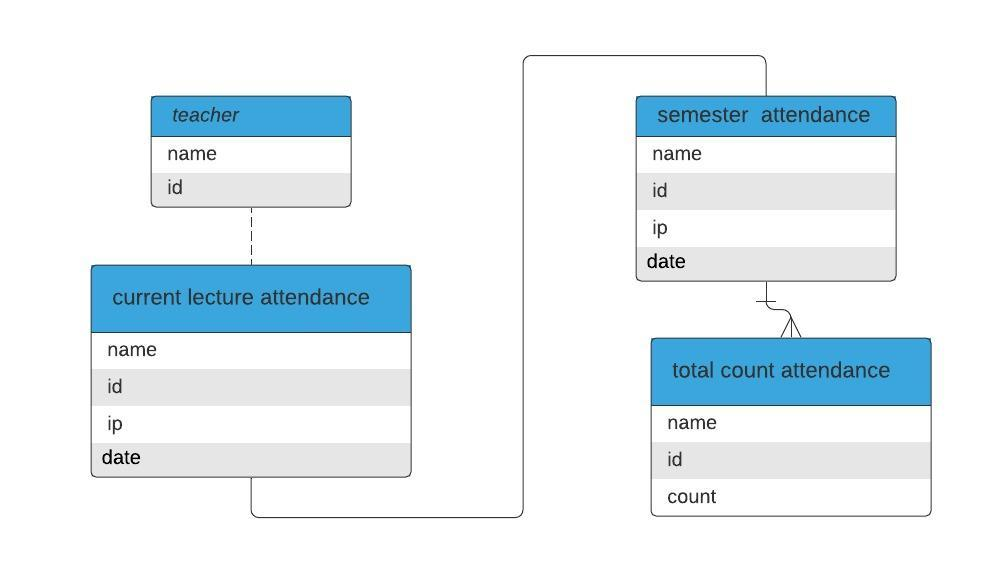 teacher
name
id
current lecture attendance
name
id
ip
date
semester attendance
name
id
ip
date
total count attendance
name
id
count